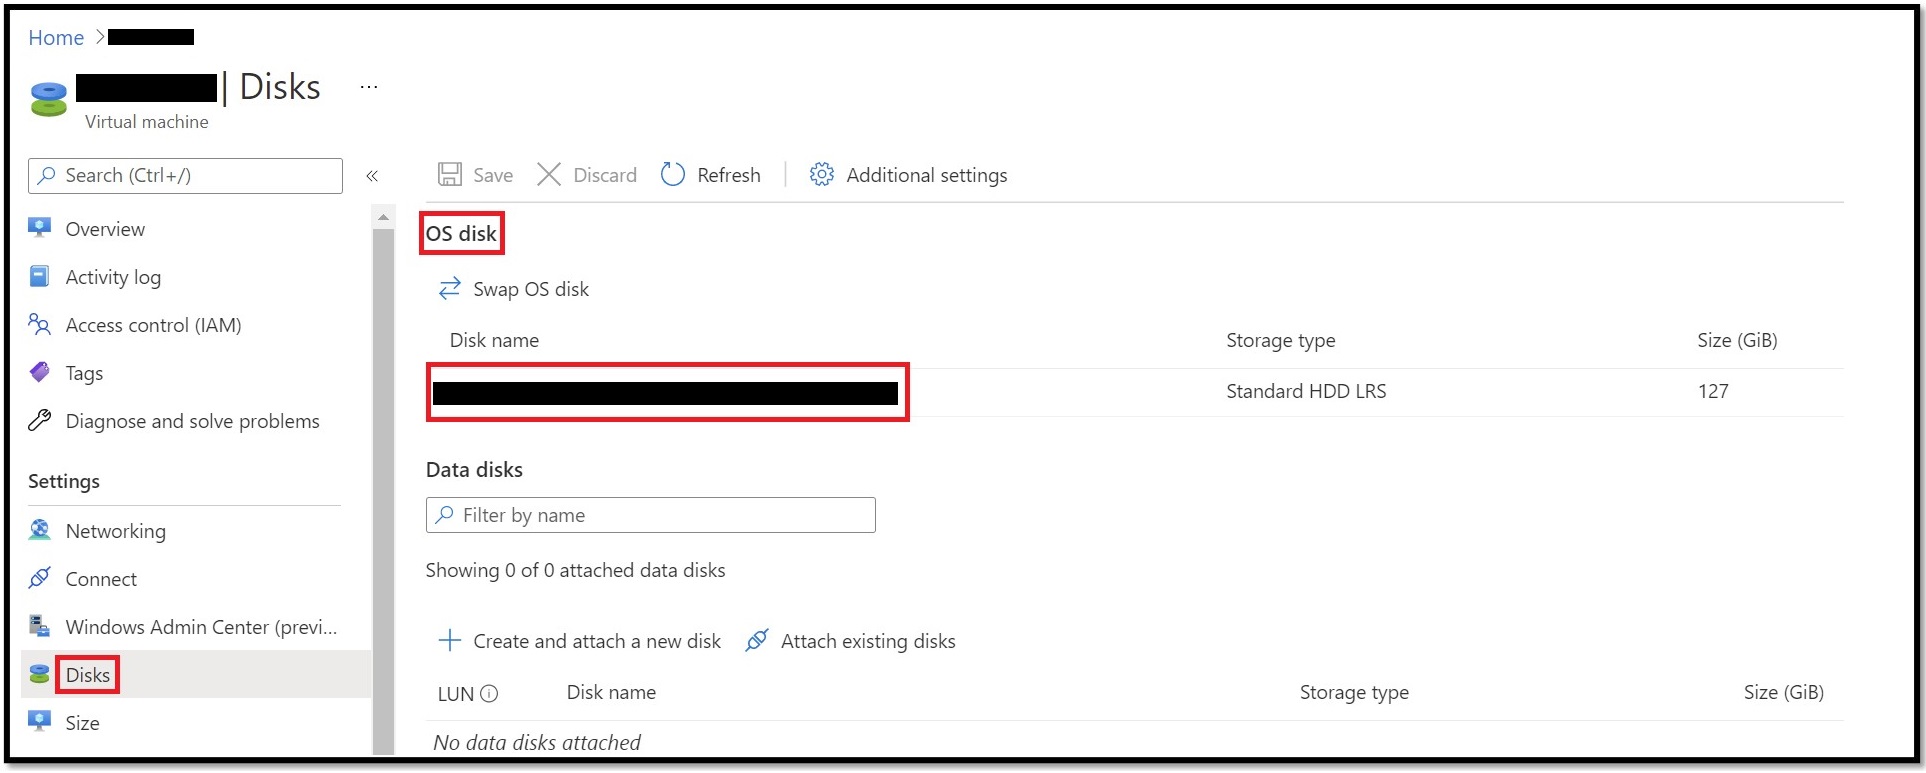 Home >
| Disks ...
Virtual machine
Search (Ctrl+/)
«
Overview
Activity log
Access control (IAM)
Tags
Diagnose and solve problems
Settings
Networking
Connect
Windows Admin Center (previ...
Disks
Size
Save Discard Refresh Additional settings
OS disk
Swap OS disk
Disk name Storage type Size (GiB)
Standard HDD LRS 127
Data disks
Filter by name
Showing 0 of 0 attached data disks
Create and attach a new disk Attach existing disks
LUN Disk name Storage type Size (GiB)
No data disks attached